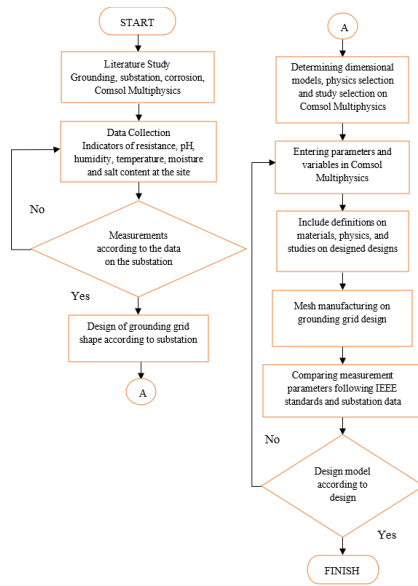 START
Literature Study
Grounding, substation, corrosion,
Comsol Multiphysics
Data Collection
Indicators of resistance, pH,
humidity, temperature, moisture
and salt content at the site
No
Measurements
according to the data
on the substation
Yes
Design of grounding grid
shape according to substation
A
A
Determining dimensional
models, physics selection
and study selection on
Comsol Multiphysics
Entering parameters and
variables in Comsol
Multiphysics
Include definitions on
materials, physics, and
studies on designed designs
Mesh manufacturing on
grounding grid design
Comparing measurement
parameters following IEEE
standards and substation data
No
Design model
according to
design
Yes
FINISH